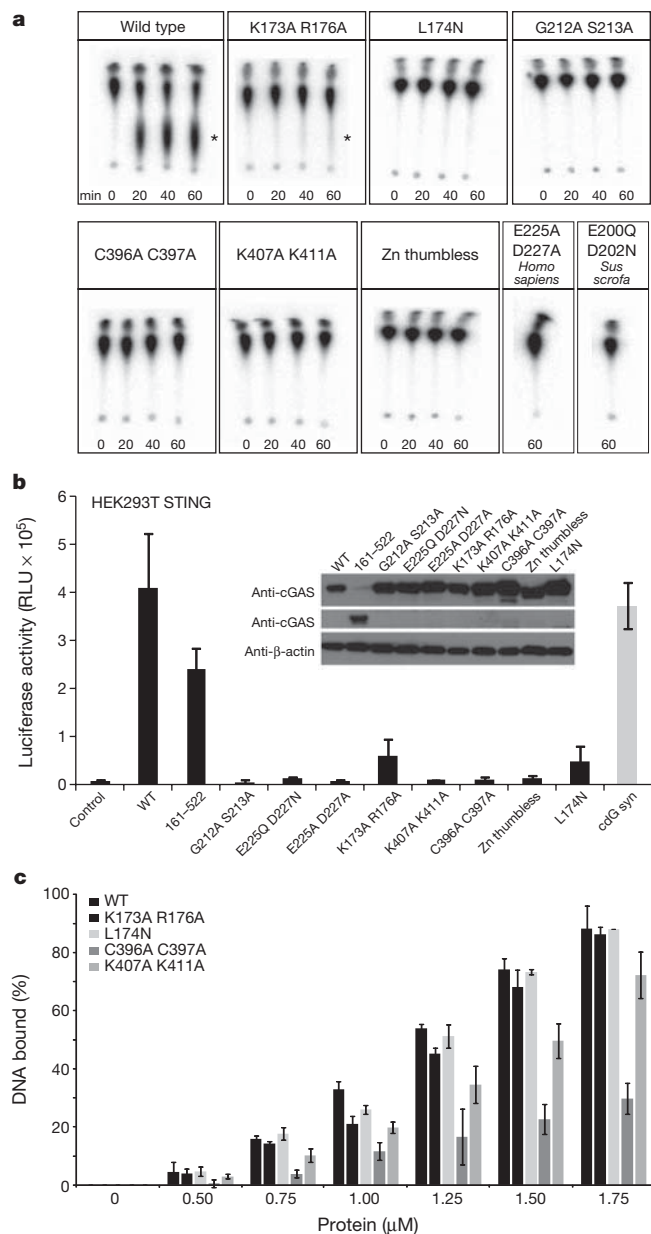 a
Wild type
K173A R176A
L174N
G212A S213A
*
*
min 0 20 40 60
0 20 40 60
0 20 40 60
0 20 40 60
C396A C397A
K407A K411A
Zn thumbless
E225A
D227A
Homo
sapiens
E200Q
D202N
Sus
scrofa
0 20 40 60
0 20 40 60
0 20 40 60
60
60
b
HEK293T STING
Luciferase activity (RLU × 10⁵)
6
5
4
3
2
1
0
WT
161–522
G212A S213A
E225Q D227N
E225A D227A
K173A R176A
K407A K411A
C396A C397A
Zn thumbless
L174N
Anti-cGAS
Anti-cGAS
Anti-β-actin
Control
WT
161–522
G212A S213A
E225Q D227N
E225A D227A
K173A R176A
K407A K411A
C396A C397A
Zn thumbless
L174N
cdG syn
c
WT
K173A R176A
L174N
C396A C397A
K407A K411A
DNA bound (%)
100
80
60
40
20
0
0 0.50 0.75 1.00 1.25 1.50 1.75
Protein (μM)